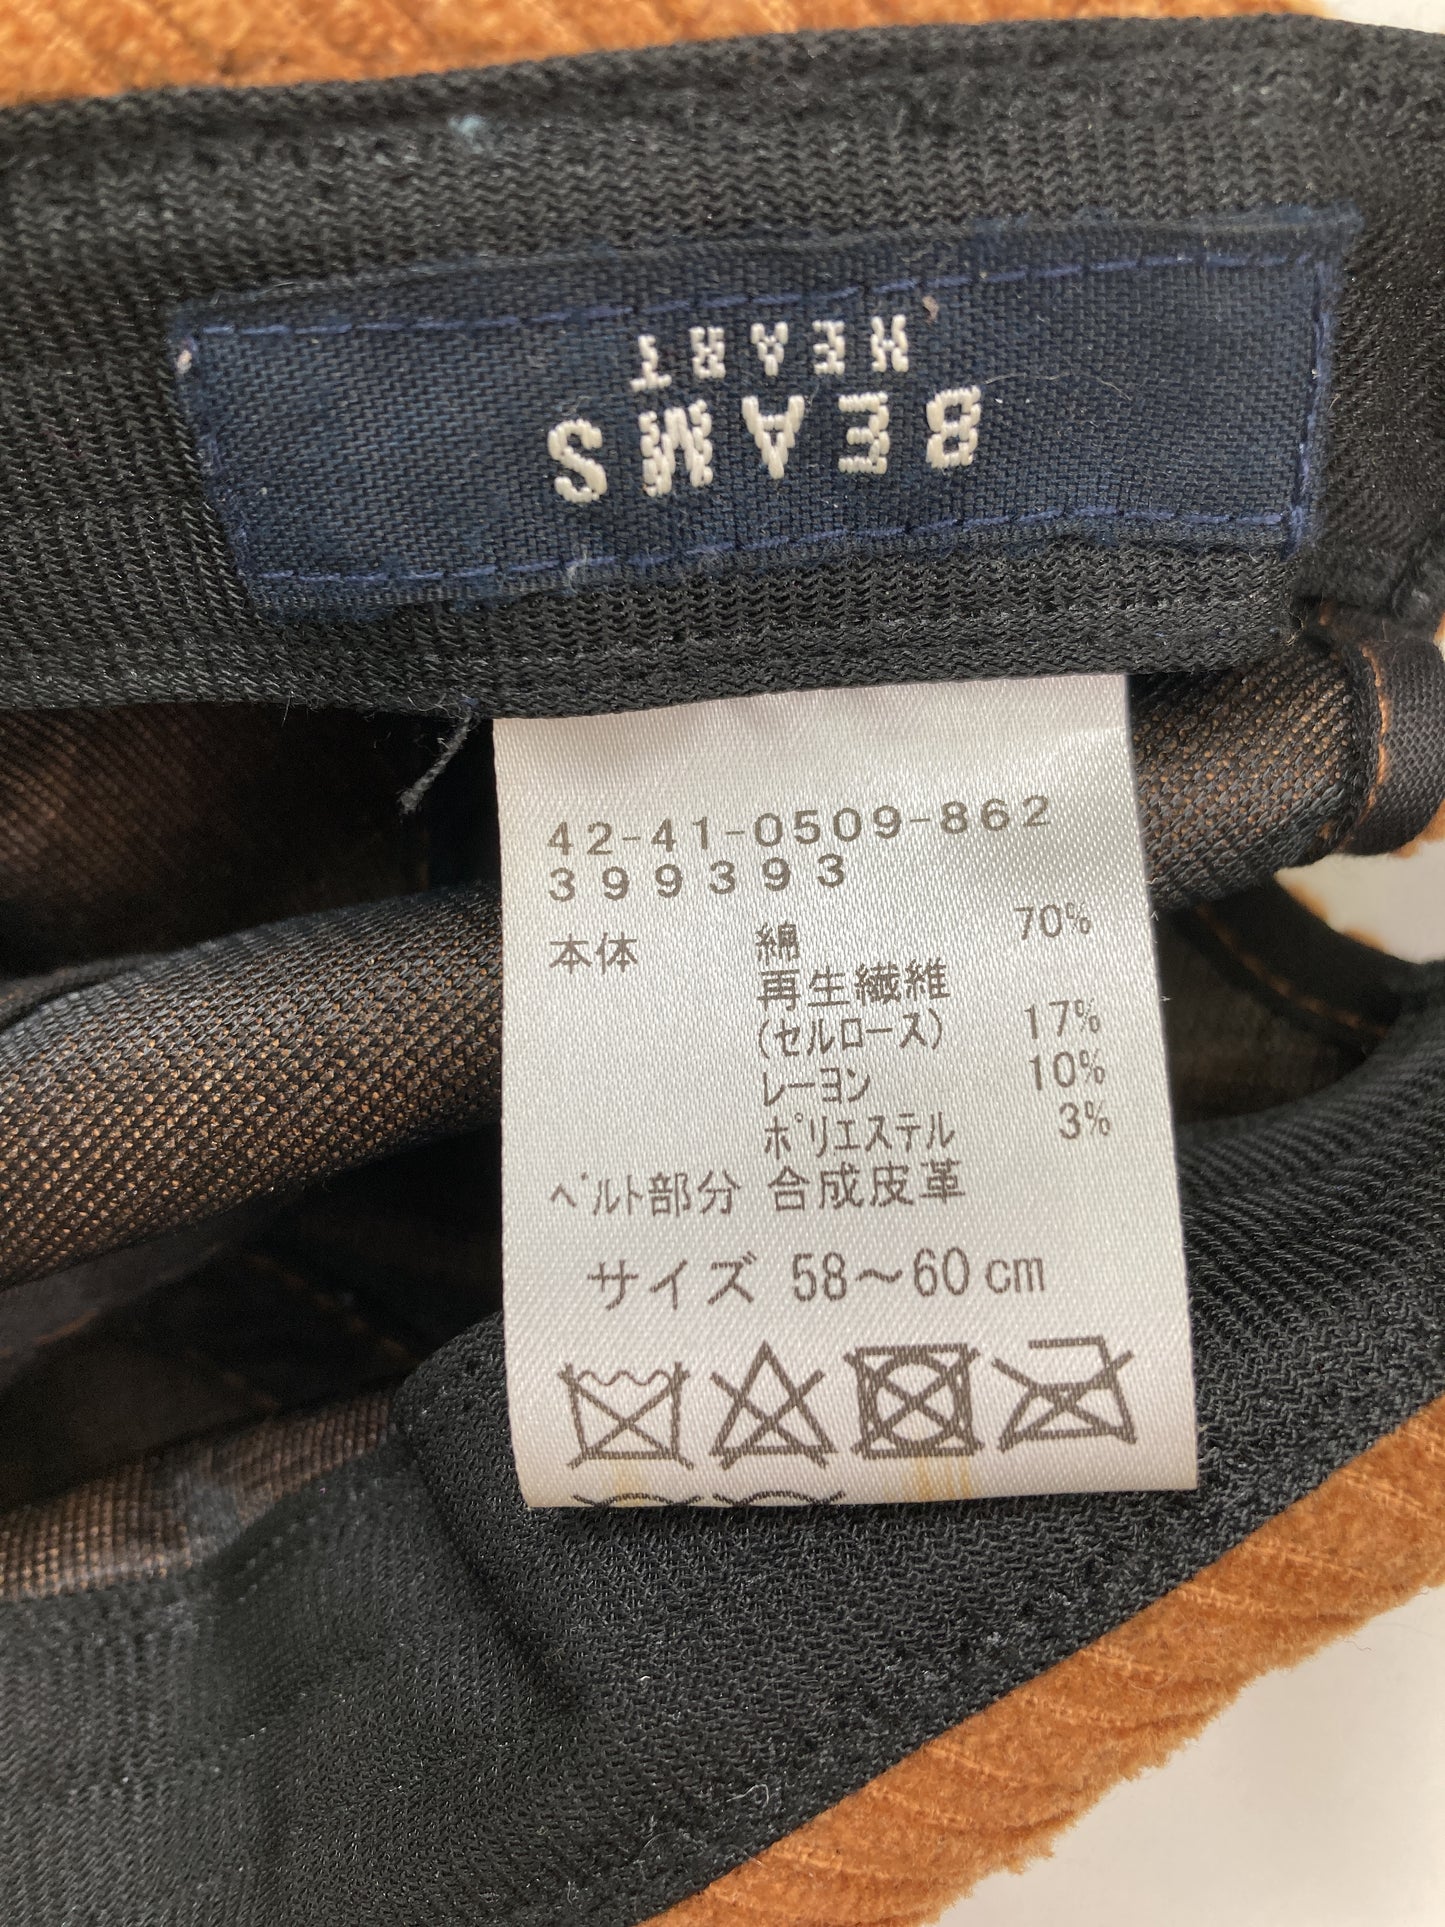 BEAMS
HEART
42-41-0509-862
399393
本体 綿 70%
再生繊維
(セルロース) 17%
レーヨン 10%
ポリエステル 3%
ベルト部分 合成皮革
サイズ 58～60cm